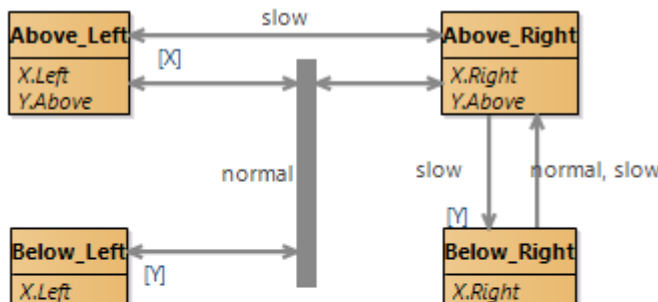 slow
Above_Left
Above_Right
[X]
X.Left
Y.Above
X.Right
Y.Above
normal
slow
normal, slow
[Y]
Below_Left
Below_Right
[Y]
X.Left
X.Right